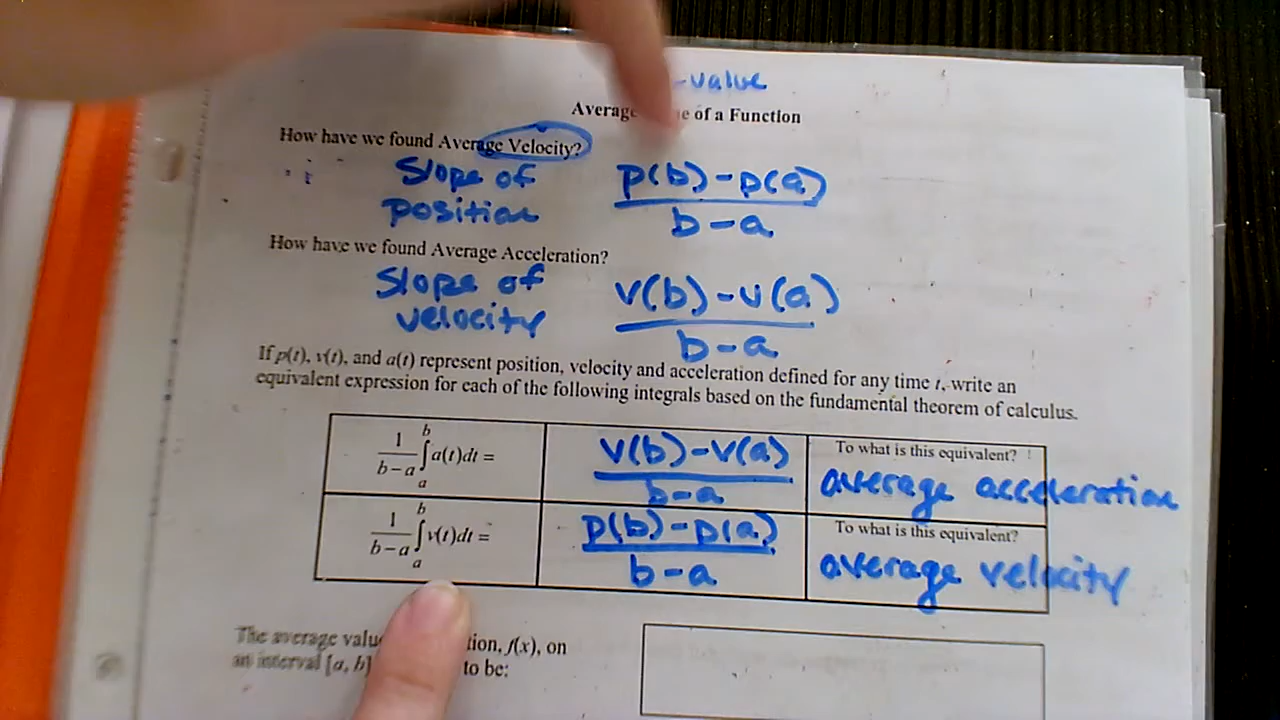 -value
Average of a Function
How have we found Average Velocity?
Slope of position
p(b)-p(a)
b-a
How have we found Average Acceleration?
Slope of velocity
v(b)-v(a)
b-a
If p(t), v(t), and a(t) represent position, velocity and acceleration defined for any time t, write an
equivalent expression for each of the following integrals based on the fundamental theorem of calculus.
1/(b-a) ∫_a^b a(t)dt =
v(b)-v(a)
b-a
To what is this equivalent?
average acceleration
1/(b-a) ∫_a^b v(t)dt =
p(b)-p(a)
b-a
To what is this equivalent?
average velocity
The average , f(x), on
an interval [a, b] to be: